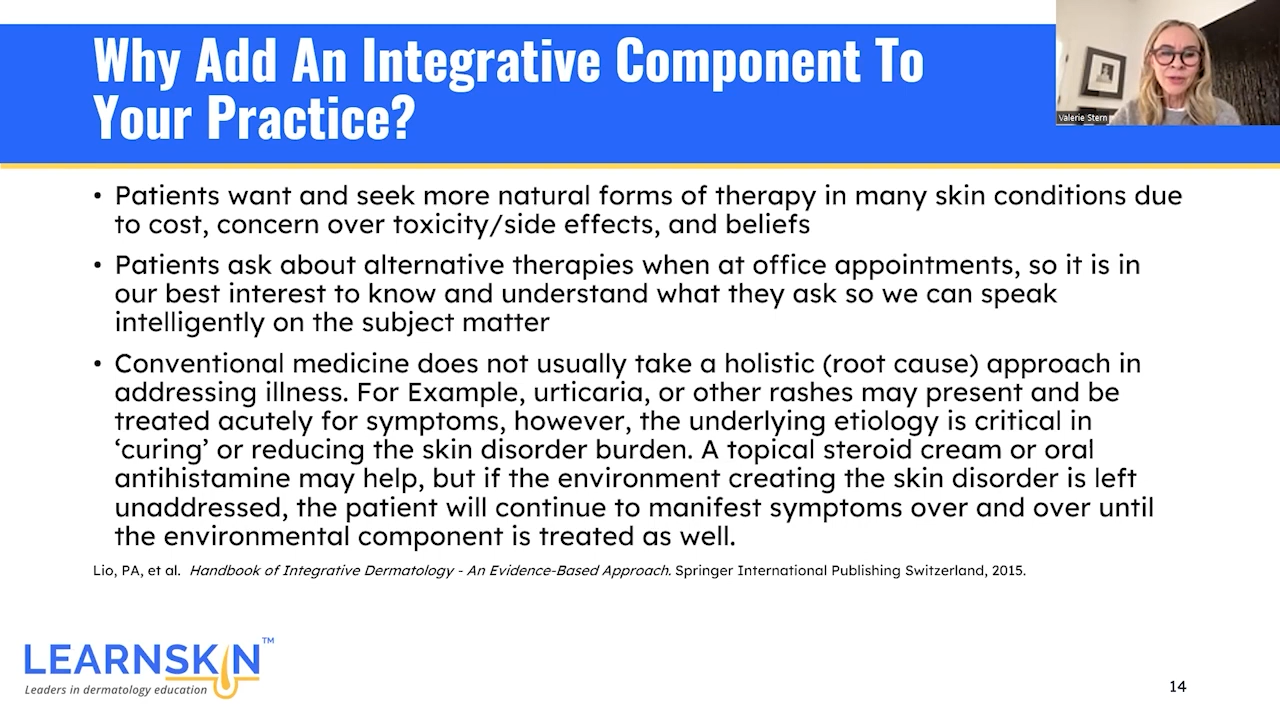 Why Add An Integrative Component To
Your Practice?
Valerie Stern
• Patients want and seek more natural forms of therapy in many skin conditions due
to cost, concern over toxicity/side effects, and beliefs
• Patients ask about alternative therapies when at office appointments, so it is in
our best interest to know and understand what they ask so we can speak
intelligently on the subject matter
• Conventional medicine does not usually take a holistic (root cause) approach in
addressing illness. For Example, urticaria, or other rashes may present and be
treated acutely for symptoms, however, the underlying etiology is critical in
‘curing’ or reducing the skin disorder burden. A topical steroid cream or oral
antihistamine may help, but if the environment creating the skin disorder is left
unaddressed, the patient will continue to manifest symptoms over and over until
the environmental component is treated as well.
Lio, PA, et al. Handbook of Integrative Dermatology - An Evidence-Based Approach. Springer International Publishing Switzerland, 2015.
LEARNSKIN™
Leaders in dermatology education
14